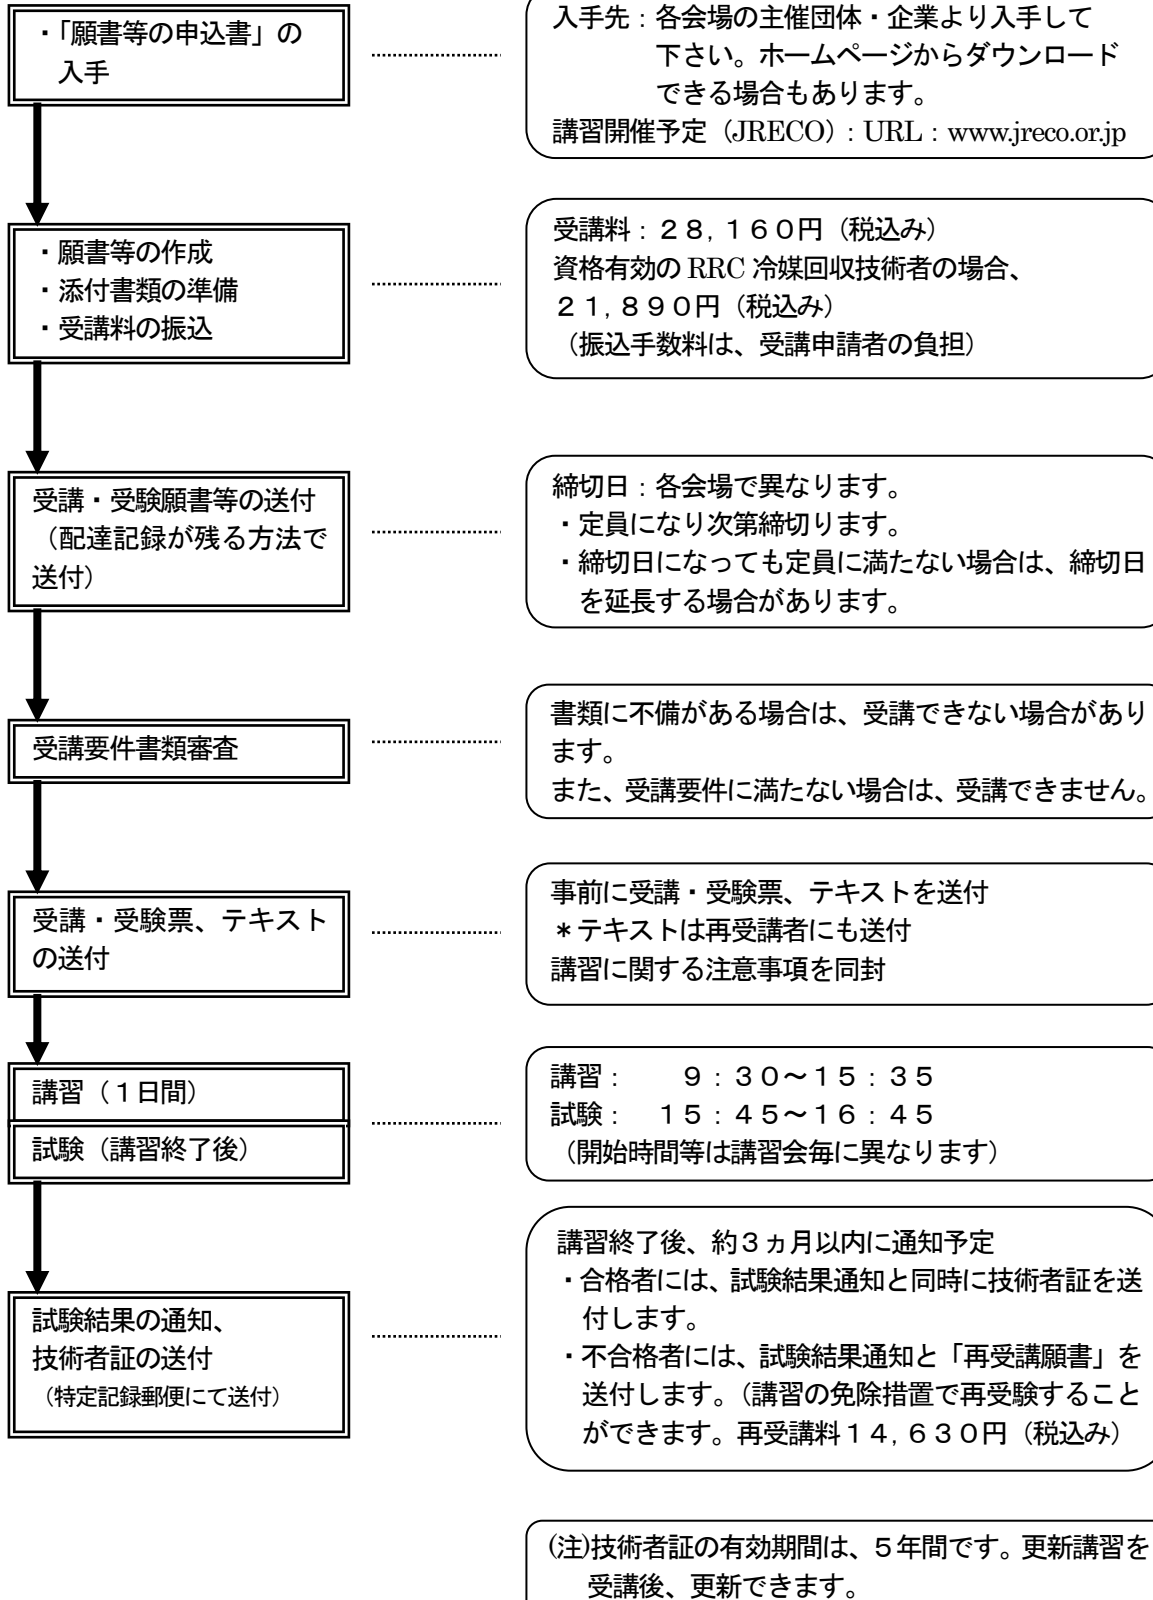 ・「願書等の申込書」の
入手
入手先：各会場の主催団体・企業より入手して
下さい。ホームページからダウンロード
できる場合もあります。
講習開催予定（JRECO）：URL：www.jreco.or.jp
・願書等の作成
・添付書類の準備
・受講料の振込
受講料：２８，１６０円（税込み）
資格有効の RRC 冷媒回収技術者の場合、
２１，８９０円（税込み）
（振込手数料は、受講申請者の負担）
受講・受験願書等の送付
（配達記録が残る方法で
送付）
締切日：各会場で異なります。
・定員になり次第締切ります。
・締切日になっても定員に満たない場合は、締切日
を延長する場合があります。
受講要件書類審査
書類に不備がある場合は、受講できない場合があり
ます。
また、受講要件に満たない場合は、受講できません。
受講・受験票、テキスト
の送付
事前に受講・受験票、テキストを送付
＊テキストは再受講者にも送付
講習に関する注意事項を同封
講習（１日間）
試験（講習終了後）
講習：　９：３０～１５：３５
試験：　１５：４５～１６：４５
（開始時間等は講習会毎に異なります）
試験結果の通知、
技術者証の送付
（特定記録郵便にて送付）
講習終了後、約３ヵ月以内に通知予定
・合格者には、試験結果通知と同時に技術者証を送
付します。
・不合格者には、試験結果通知と「再受講願書」を
送付します。（講習の免除措置で再受験すること
ができます。再受講料１４，６３０円（税込み）
(注)技術者証の有効期間は、５年間です。更新講習を
受講後、更新できます。